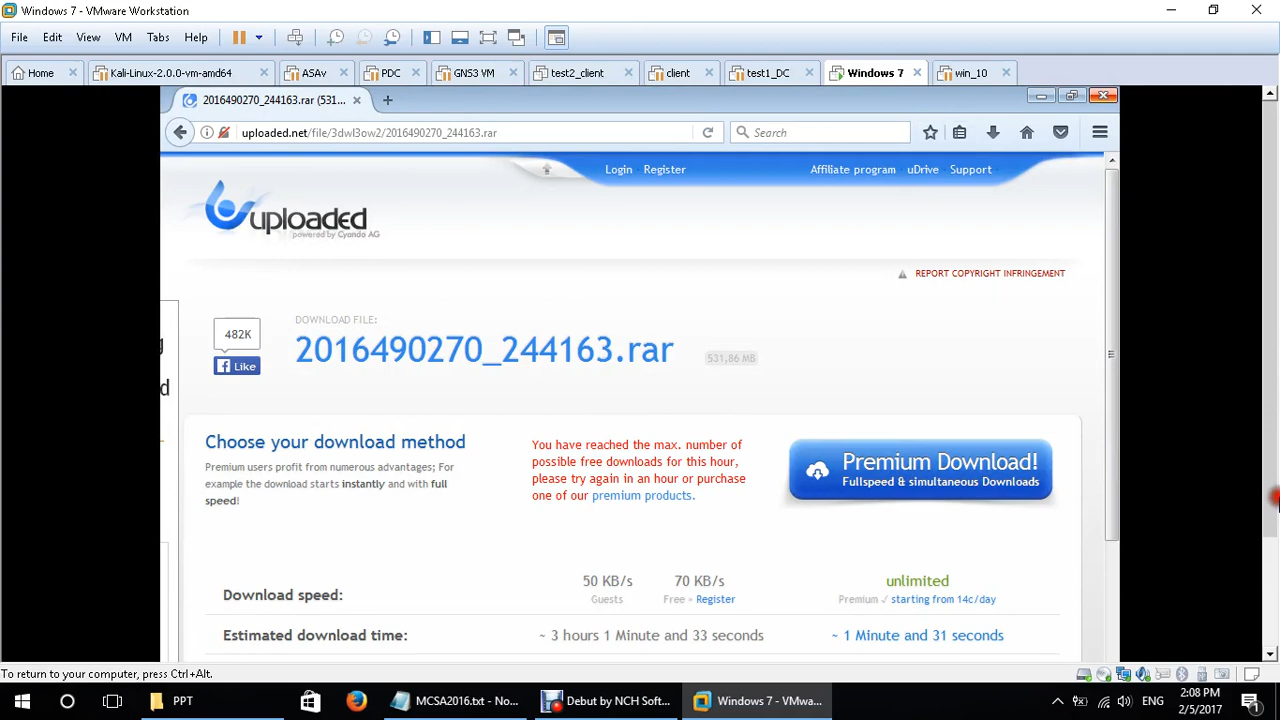 Windows 7 - VMware Workstation
File Edit View VM Tabs Help
Home Kali-Linux-2.0.0-vm-amd64 ASAv PDC GNS3 VM test2_client client test1_DC Windows 7 win_10
2016490270_244163.rar (531...
uploaded.net/file/3dwl3ow2/2016490270_244163.rar Search
Login Register Affiliate program uDrive Support
uploaded
powered by Cyando AG
REPORT COPYRIGHT INFRINGEMENT
482K
Like
DOWNLOAD FILE:
2016490270_244163.rar 531,86 MB
d
Choose your download method
Premium users profit from numerous advantages; For
example the download starts instantly and with full
speed!
You have reached the max. number of
possible free downloads for this hour,
please try again in an hour or purchase
one of our premium products.
Premium Download!
Fullspeed & simultaneous Downloads
Download speed: 50 KB/s 70 KB/s unlimited
Guests Free » Register Premium ✓ starting from 14c/day
Estimated download time: ~ 3 hours 1 Minute and 33 seconds ~ 1 Minute and 31 seconds
To return to your computer, press Ctrl+Alt.
PPT MCSA2016.txt - No... Debut by NCH Soft... Windows 7 - VMwa... ENG 2:08 PM
2/5/2017